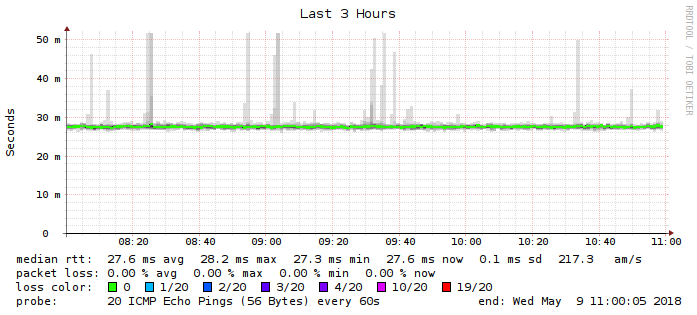 Last 3 Hours
RRDTOOL / TOBI OETIKER
Seconds
50 m
40 m
30 m
20 m
10 m
0
08:20 08:40 09:00 09:20 09:40 10:00 10:20 10:40 11:00
median rtt: 27.6 ms avg 28.2 ms max 27.3 ms min 27.6 ms now 0.1 ms sd 217.3 am/s
packet loss: 0.00 % avg 0.00 % max 0.00 % min 0.00 % now
loss color: 0 1/20 2/20 3/20 4/20 10/20 19/20
probe: 20 ICMP Echo Pings (56 Bytes) every 60s end: Wed May 9 11:00:05 2018